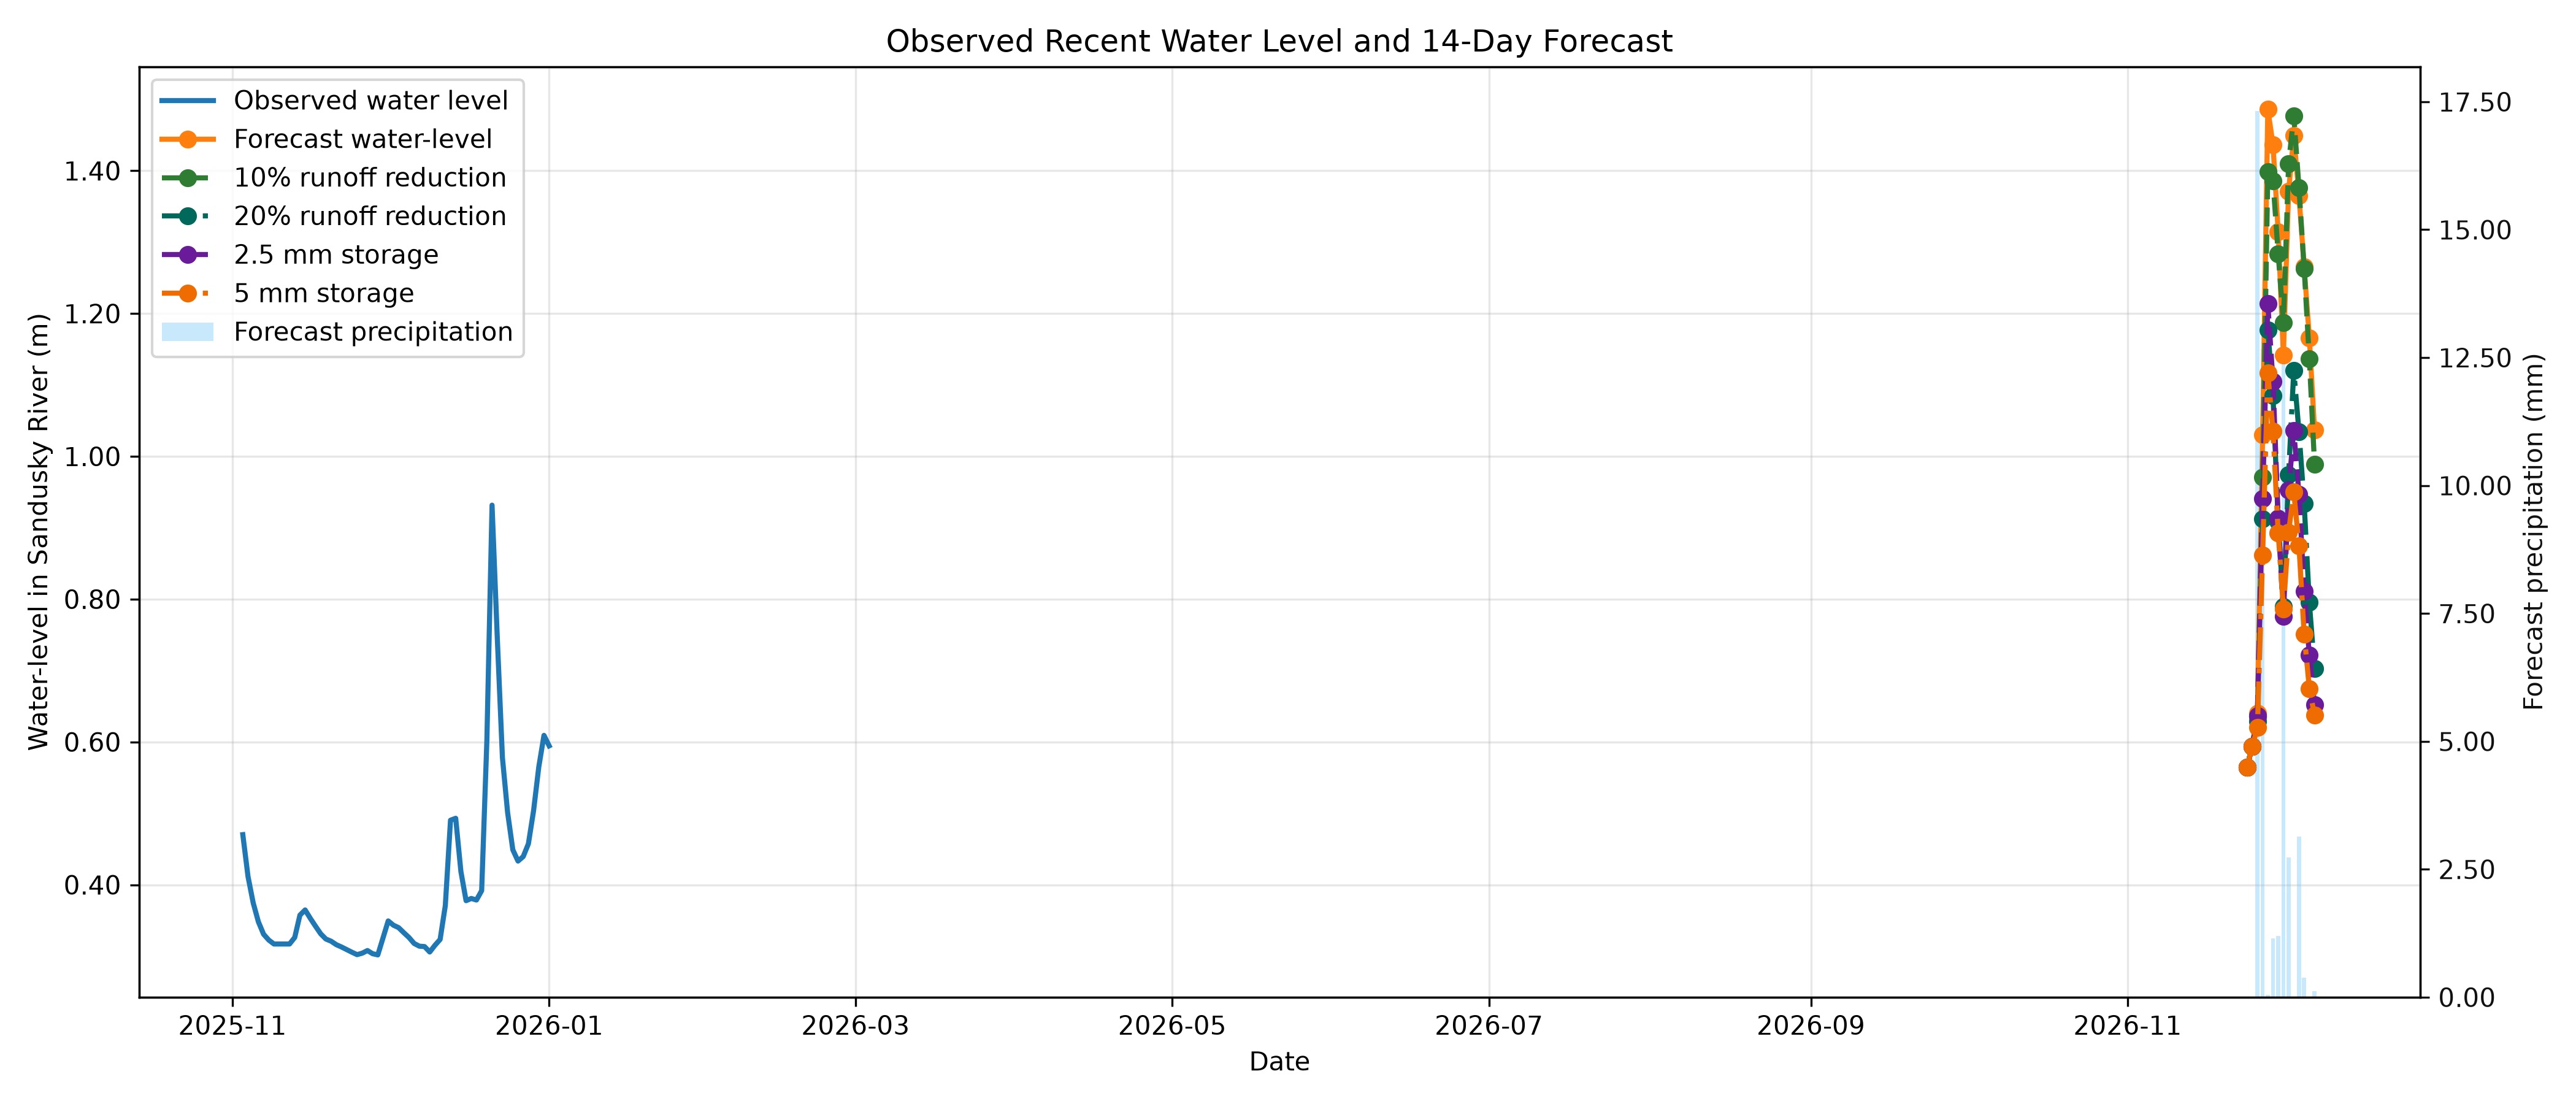 Observed Recent Water Level and 14-Day Forecast
Observed water level
Forecast water-level
10% runoff reduction
20% runoff reduction
2.5 mm storage
5 mm storage
Forecast precipitation
Water-level in Sandusky River (m)
1.40
1.20
1.00
0.80
0.60
0.40
Forecast precipitation (mm)
17.50
15.00
12.50
10.00
7.50
5.00
2.50
0.00
2025-11
2026-01
2026-03
2026-05
2026-07
2026-09
2026-11
Date